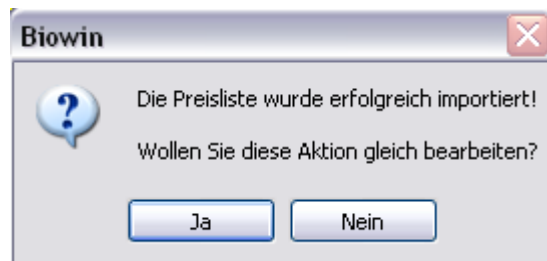 Biowin
Die Preisliste wurde erfolgreich importiert!
Wollen Sie diese Aktion gleich bearbeiten?
Ja
Nein